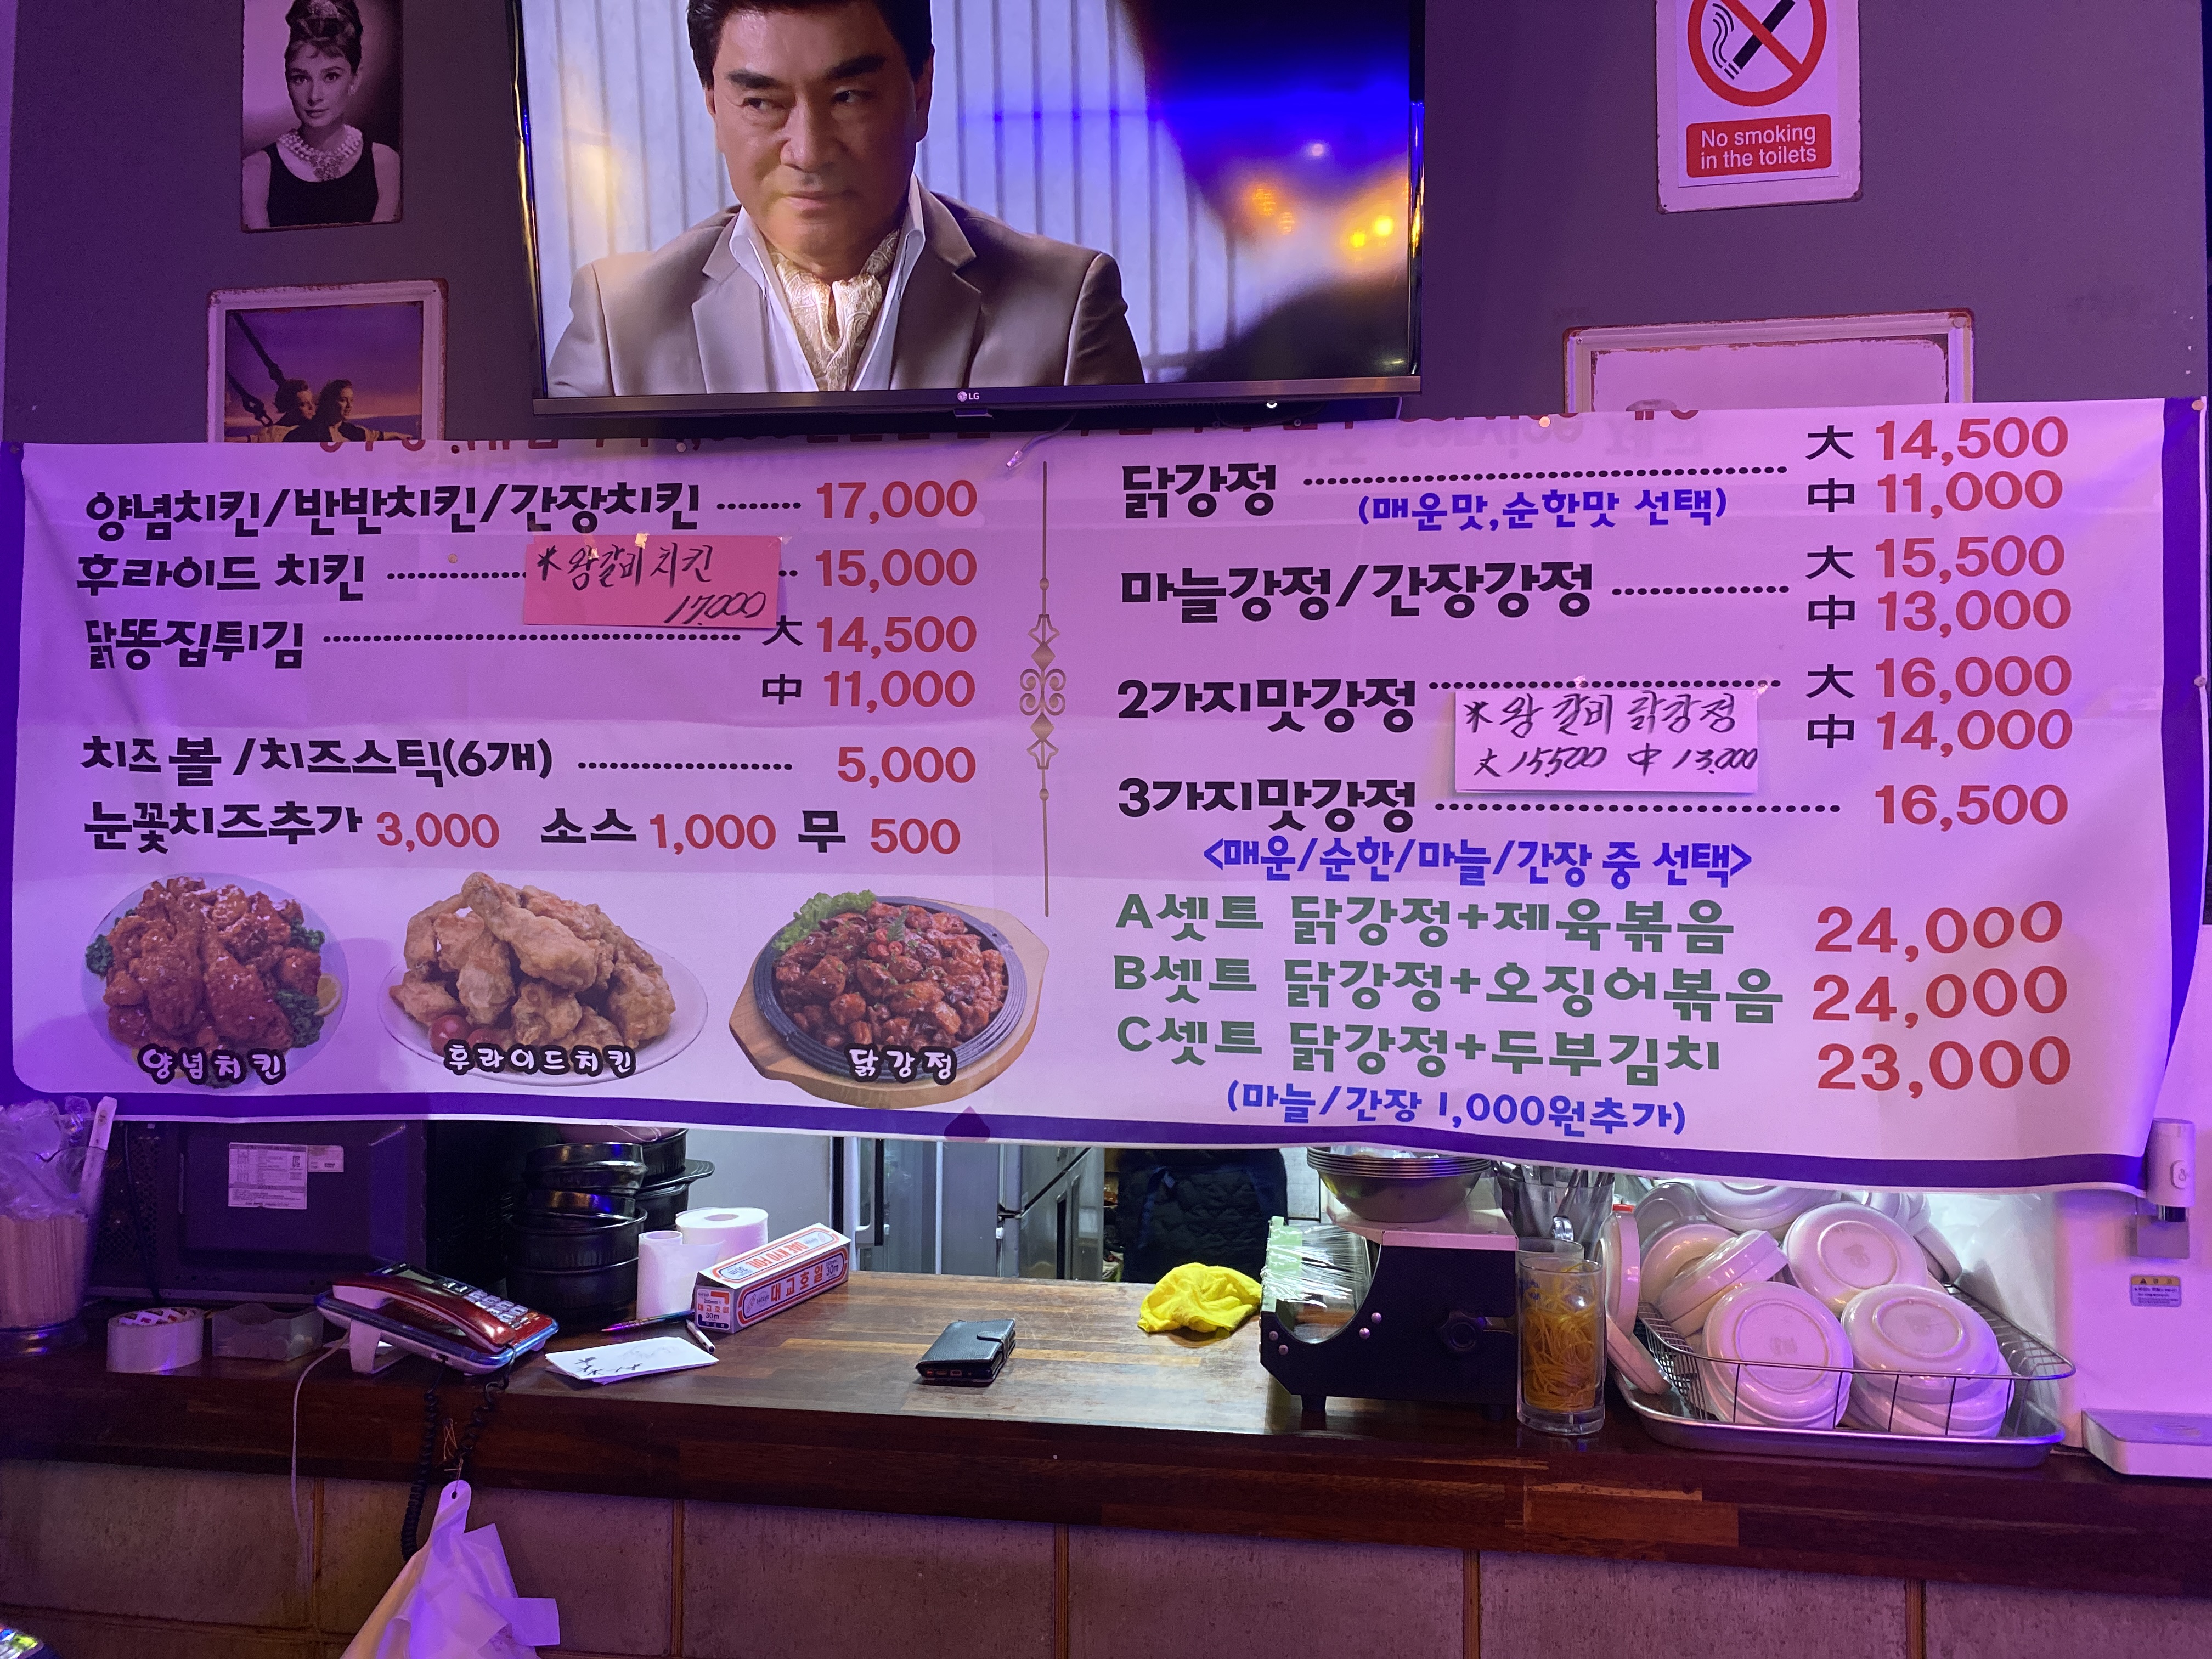 No smoking
in the toilets
LG
양념치킨/반반치킨/간장치킨 ........ 17,000
후라이드 치킨 ........ 15,000
* 왕갈비 치킨
17,000
닭똥집튀김 ........ 大 14,500
中 11,000
치즈볼/치즈스틱(6개) ........ 5,000
눈꽃치즈추가 3,000 소스 1,000 무 500
양념치킨
후라이드치킨
닭강정
닭강정 ........ 大 14,500
(매운맛,순한맛 선택) 中 11,000
마늘강정/간장강정 ........ 大 15,500
中 13,000
2가지맛강정 ........ 大 16,000
中 14,000
* 왕갈비 닭강정
大 15,500 中 13,000
3가지맛강정 ........ 16,500
<매운/순한/마늘/간장 중 선택>
A셋트 닭강정+제육볶음 24,000
B셋트 닭강정+오징어볶음 24,000
C셋트 닭강정+두부김치 23,000
(마늘/간장 1,000원추가)
대교호일
30m
30m